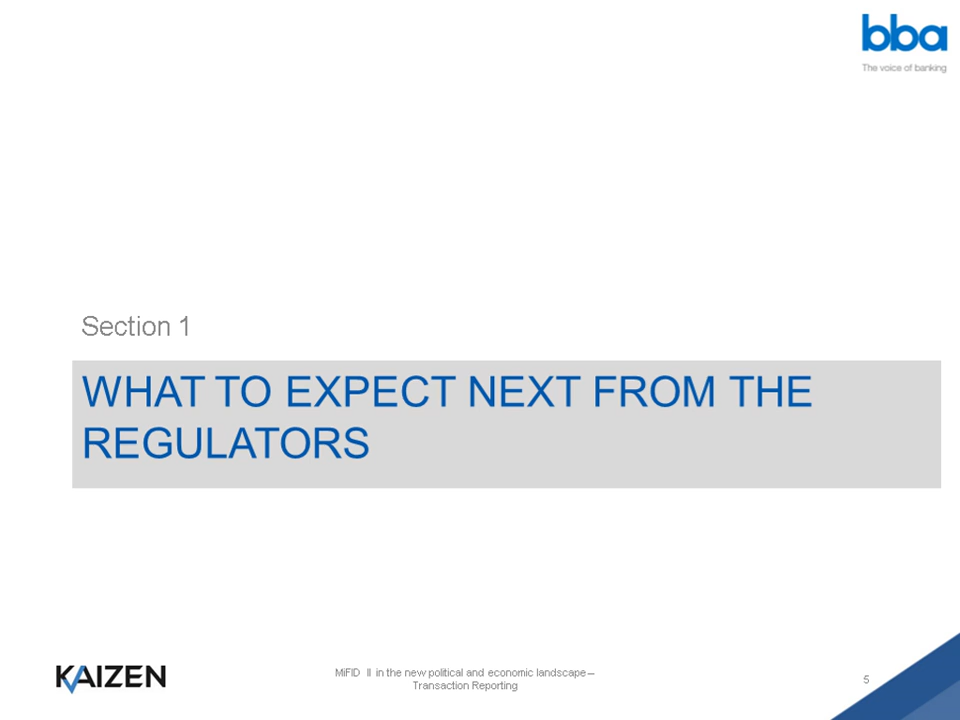 bba
The voice of banking
Section 1
WHAT TO EXPECT NEXT FROM THE
REGULATORS
KAIZEN
MiFID II in the new political and economic landscape –
Transaction Reporting
5